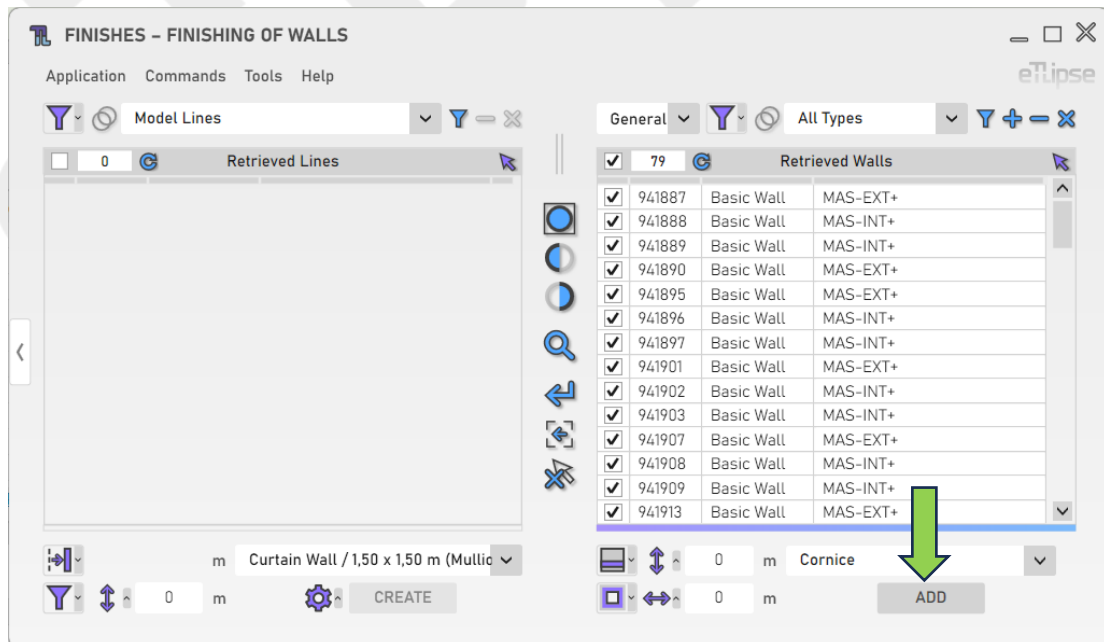 FINISHES – FINISHING OF WALLS
Application Commands Tools Help
eTLipse
Model Lines
General
All Types
0 Retrieved Lines
79 Retrieved Walls
941887 Basic Wall MAS-EXT+
941888 Basic Wall MAS-INT+
941889 Basic Wall MAS-INT+
941890 Basic Wall MAS-EXT+
941895 Basic Wall MAS-EXT+
941896 Basic Wall MAS-INT+
941897 Basic Wall MAS-INT+
941901 Basic Wall MAS-EXT+
941902 Basic Wall MAS-INT+
941903 Basic Wall MAS-INT+
941907 Basic Wall MAS-EXT+
941908 Basic Wall MAS-INT+
941909 Basic Wall MAS-INT+
941913 Basic Wall MAS-EXT+
m Curtain Wall / 1,50 x 1,50 m (Mullic
0 m Cornice
0 m CREATE
0 m ADD